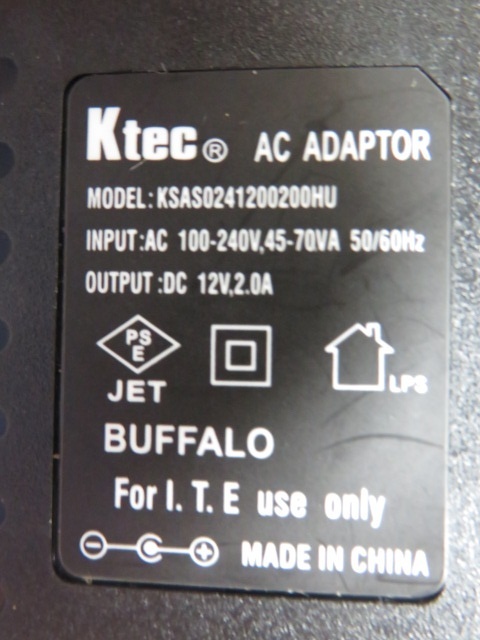 Ktec® AC ADAPTOR
MODEL: KSAS0241200200HU
INPUT:AC 100-240V,45-70VA 50/60Hz
OUTPUT:DC 12V,2.0A
PS
E
JET
LPS
BUFFALO
For I. T. E use only
MADE IN CHINA